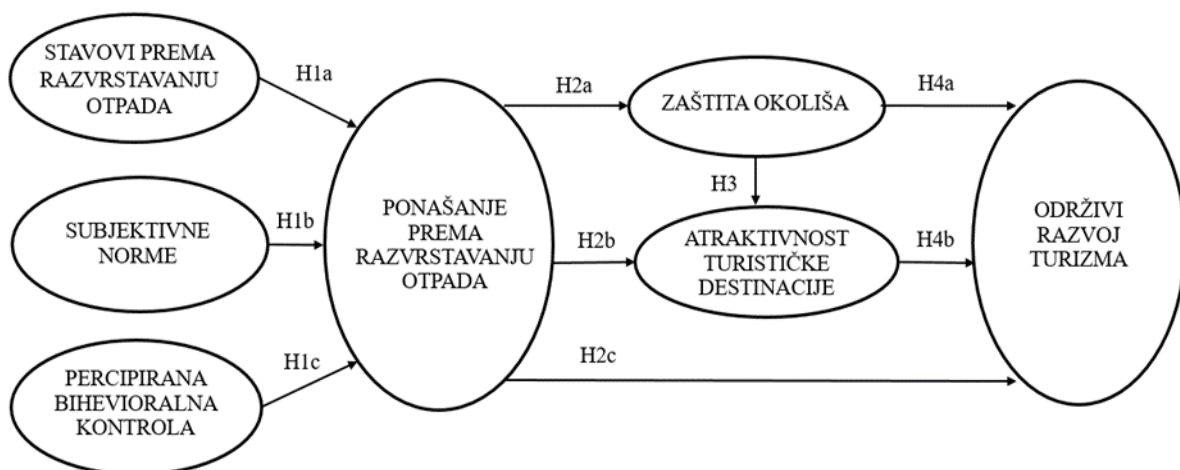 STAVOVI PREMA
RAZVRSTAVANJU
OTPADA
H1a
SUBJEKTIVNE
NORME
H1b
PERCIPIRANA
BIHEVIORALNA
KONTROLA
H1c
PONAŠANJE
PREMA
RAZVRSTAVANJU
OTPADA
H2a
ZAŠTITA OKOLIŠA
H4a
H3
H2b
ATRAKTIVNOST
TURISTIČKE
DESTINACIJE
H4b
H2c
ODRŽIVI
RAZVOJ
TURIZMA